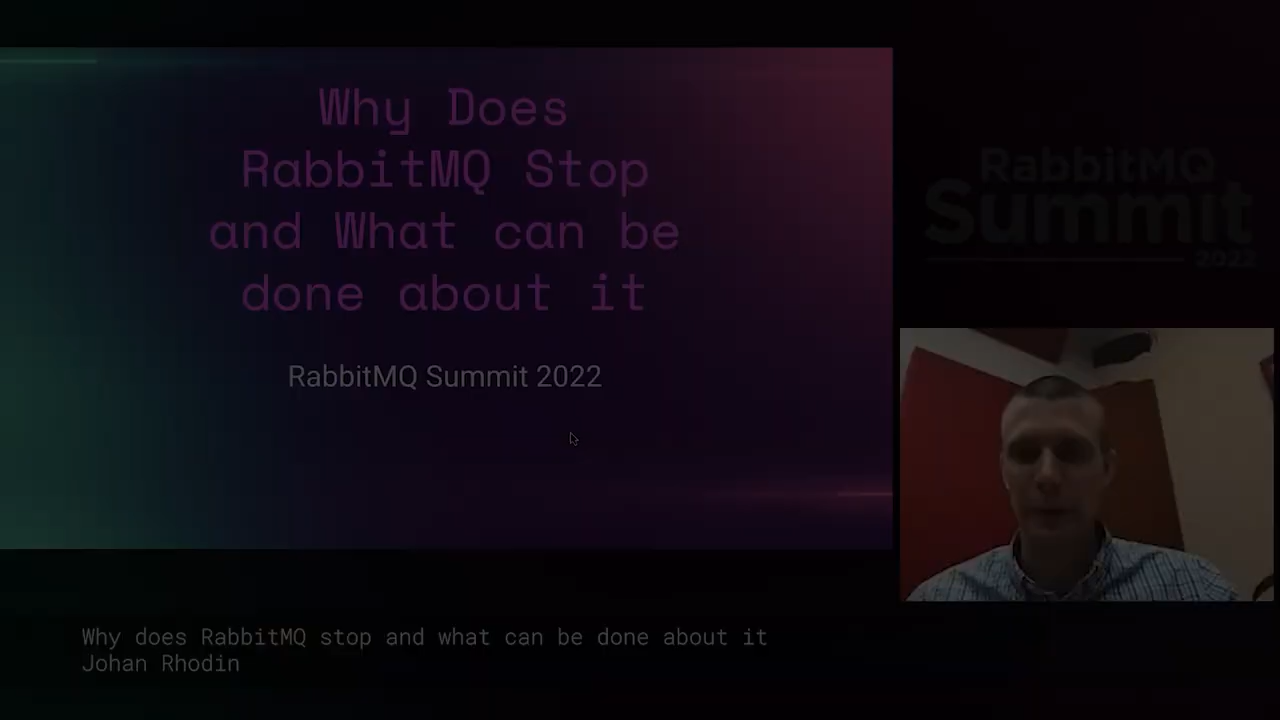 Why Does
RabbitMQ Stop
and What can be
done about it
RabbitMQ Summit 2022
RabbitMQ
Summit
2022
Why does RabbitMQ stop and what can be done about it
Johan Rhodin